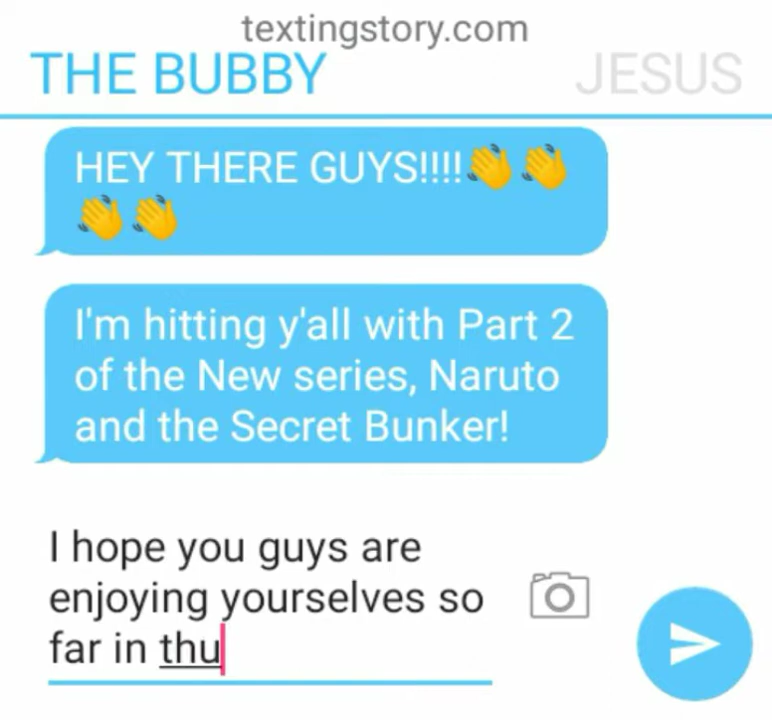 textingstory.com
THE BUBBY JESUS
HEY THERE GUYS!!!!👋👋
👋👋
I'm hitting y'all with Part 2
of the New series, Naruto
and the Secret Bunker!
I hope you guys are
enjoying yourselves so
far in thu